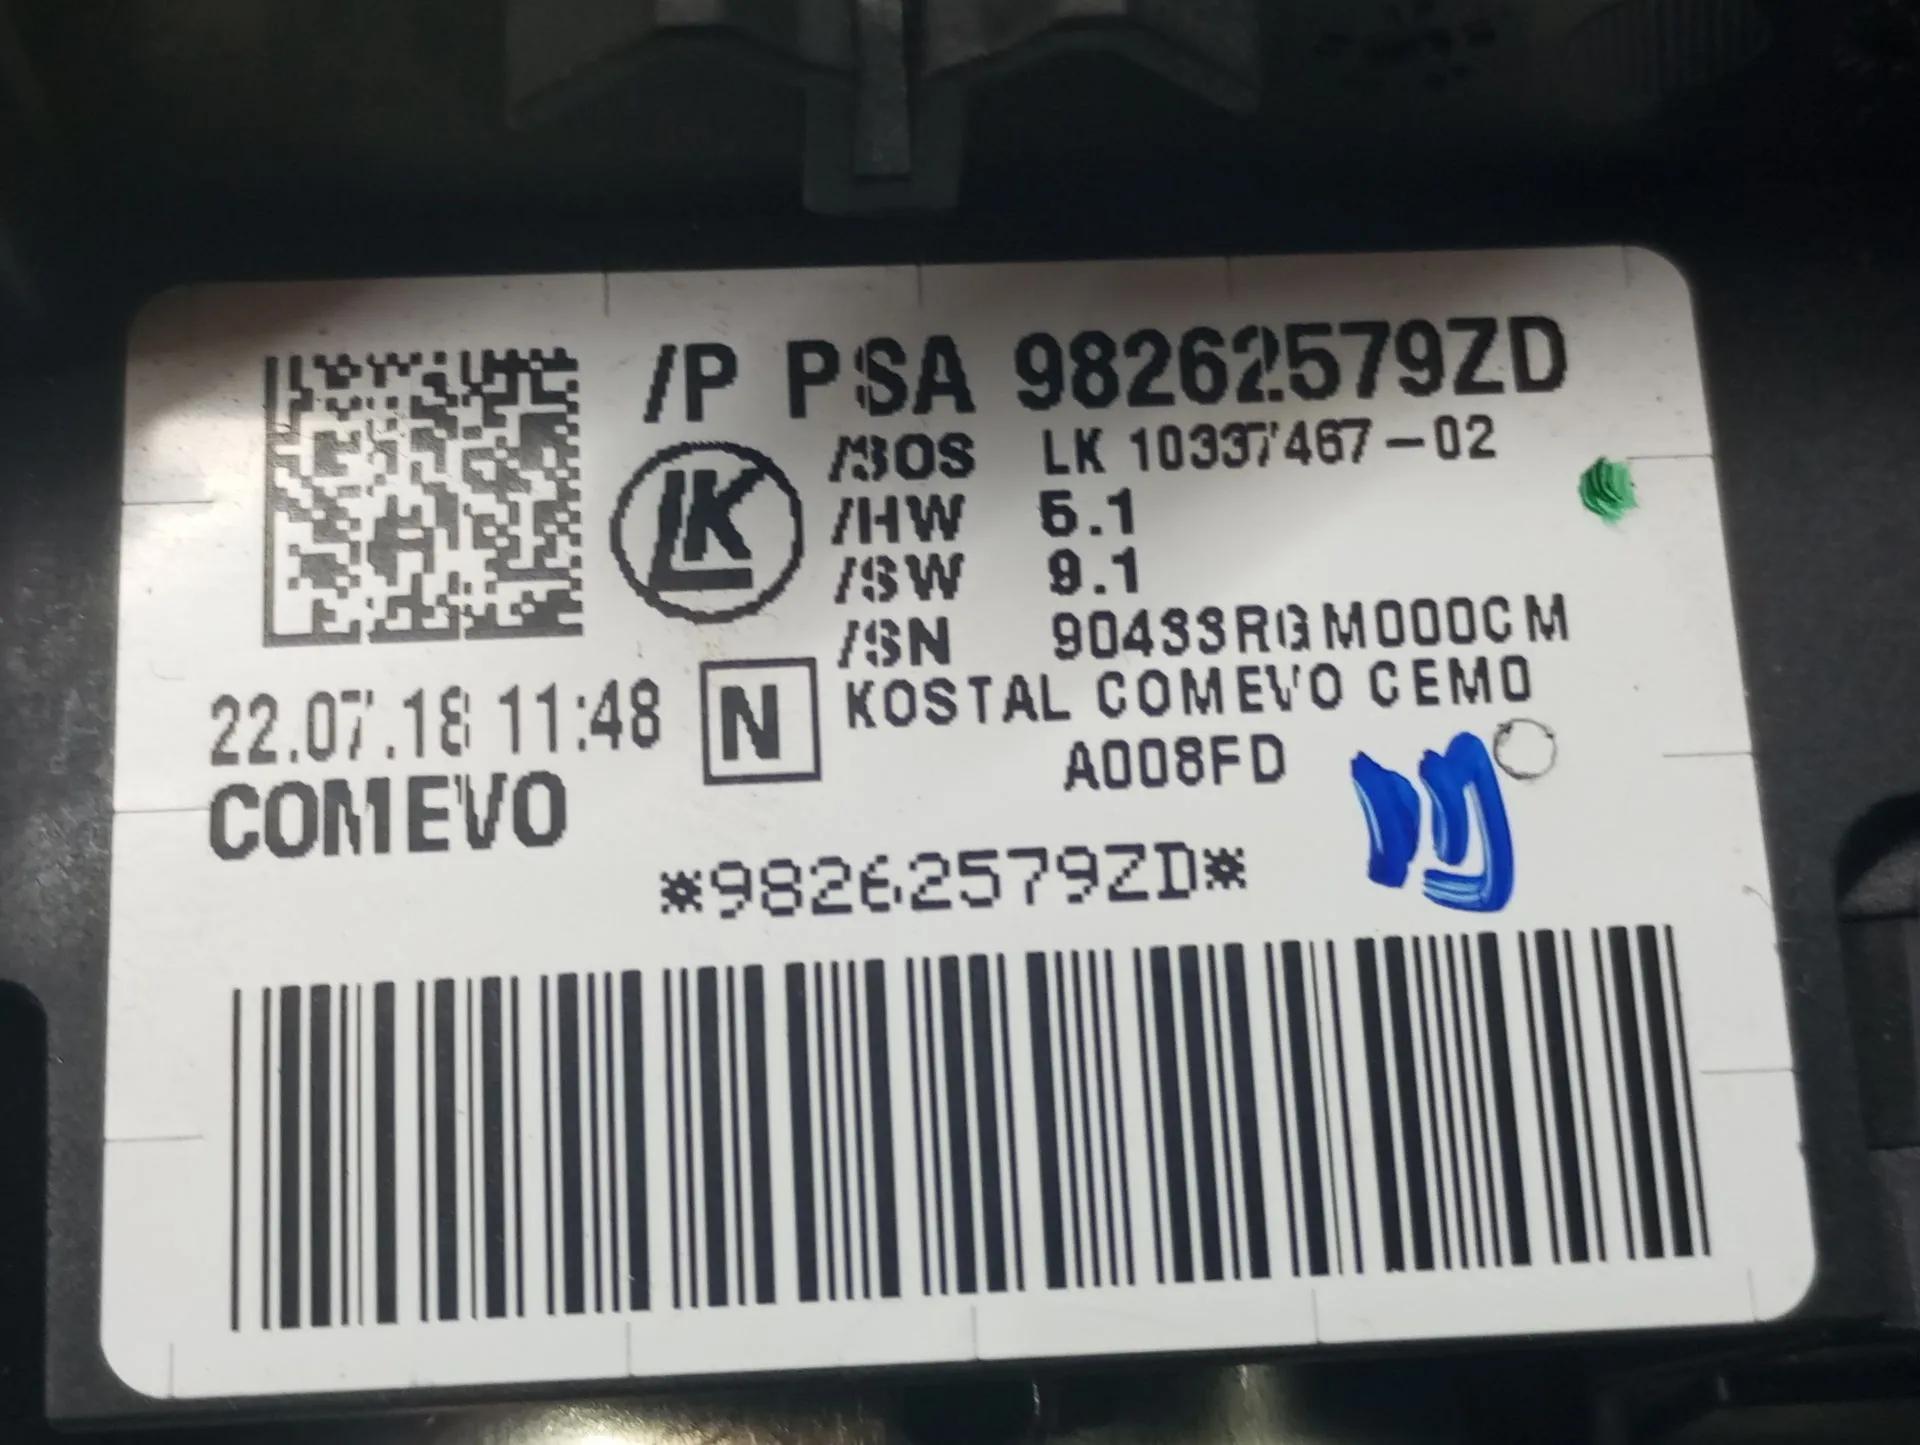 /P PSA 98262579ZD
/BOS LK 10337467-02
LK
/HW 5.1
/SW 9.1
/SN 90433RGM000CM
22.07.18 11:48 N KOSTAL COMEVO CEMO
A008FD
COMEVO
*98262579ZD*